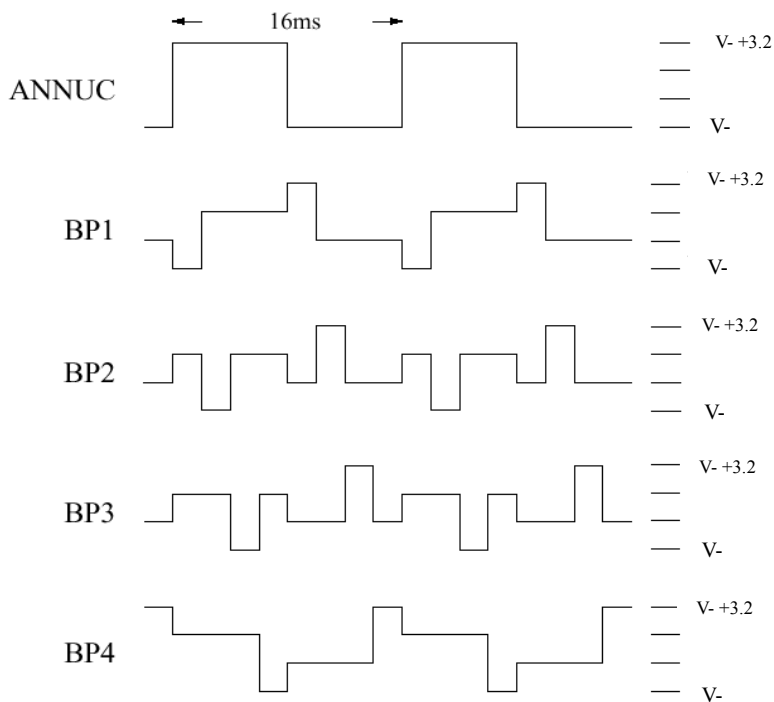 16ms
ANNUC
V- +3.2
V-
BP1
V- +3.2
V-
BP2
V- +3.2
V-
BP3
V- +3.2
V-
BP4
V- +3.2
V-